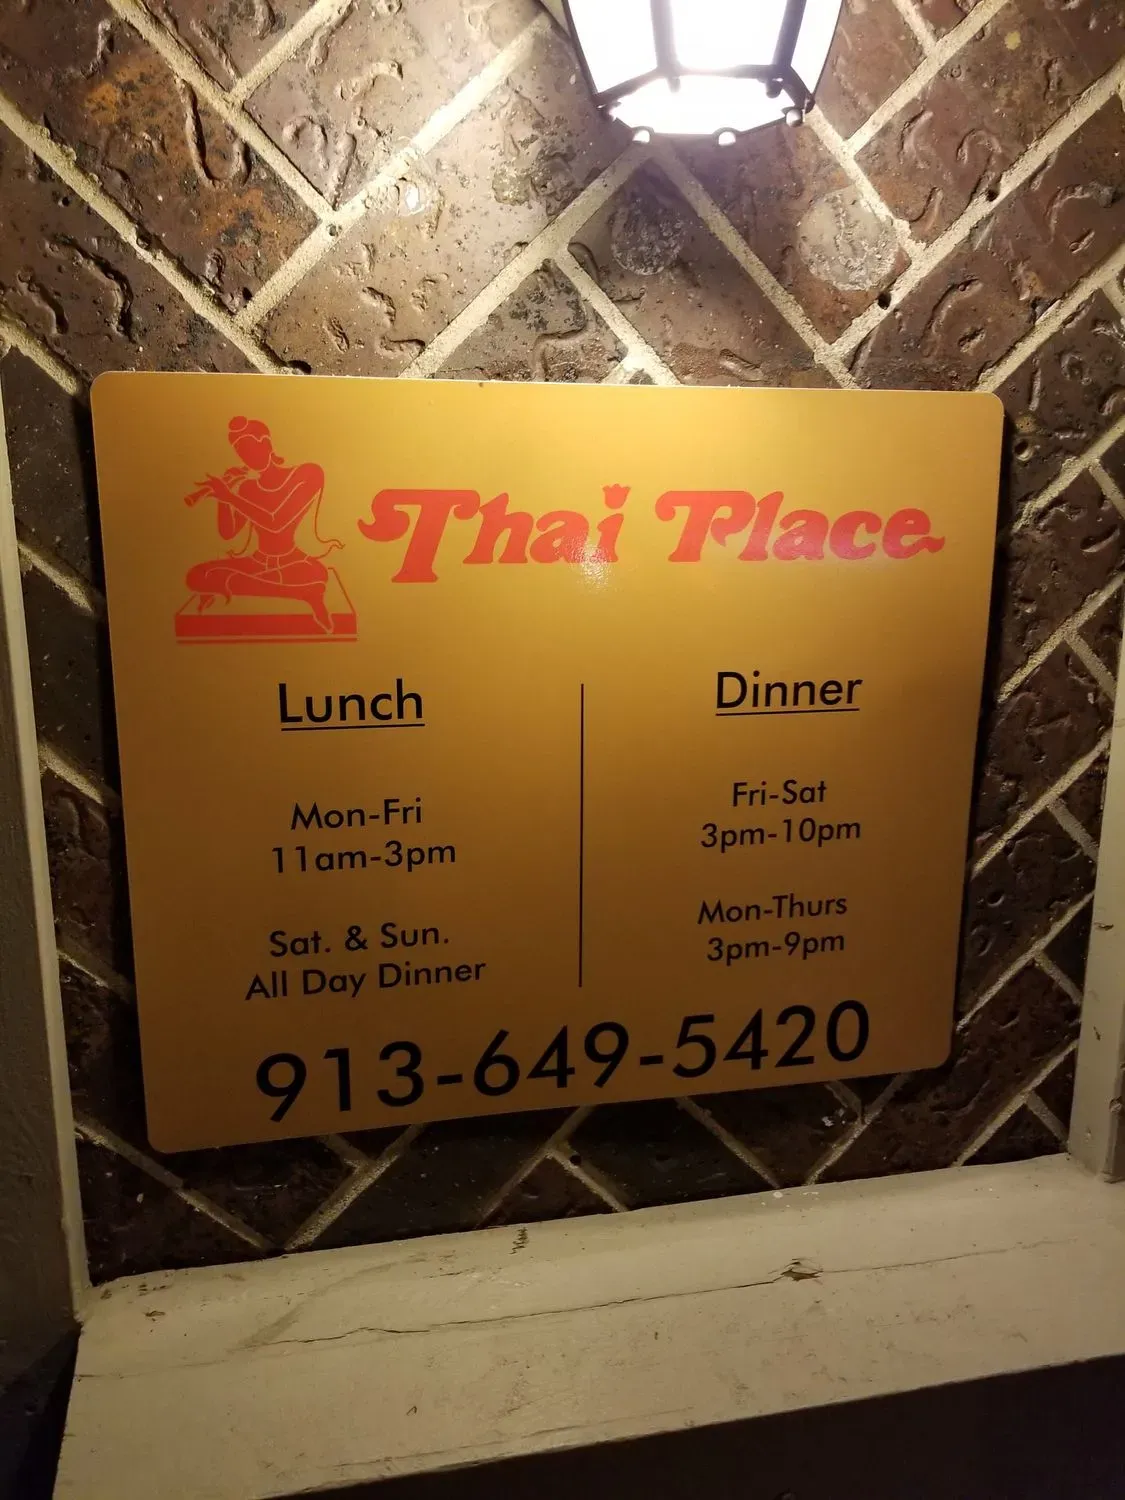 Thai Place
Lunch
Mon-Fri
11am-3pm
Sat. & Sun.
All Day Dinner
Dinner
Fri-Sat
3pm-10pm
Mon-Thurs
3pm-9pm
913-649-5420